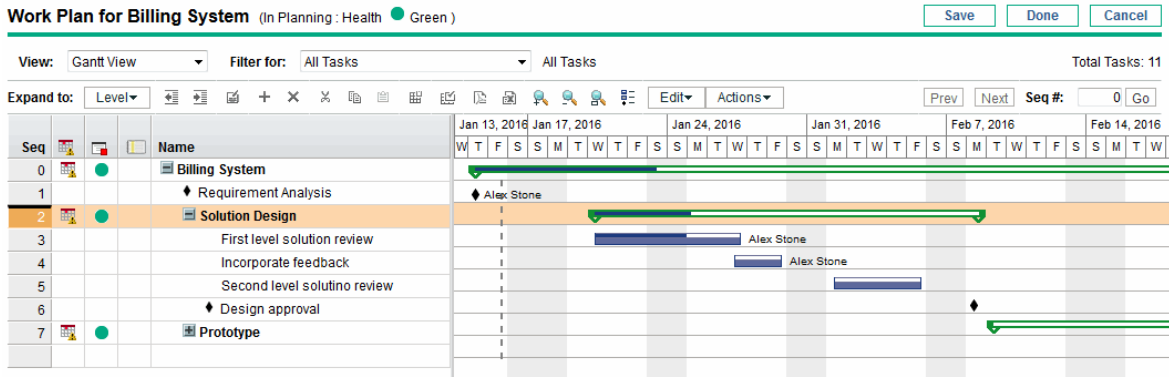 Work Plan for Billing System (In Planning : Health Green ) Save Done Cancel
View: Gantt View Filter for: All Tasks All Tasks Total Tasks: 11
Expand to: Level Edit Actions Prev Next Seq #: 0 Go
Jan 13, 2016 Jan 17, 2016 Jan 24, 2016 Jan 31, 2016 Feb 7, 2016 Feb 14, 2016
Seq Name W T F S S M T W T F S S M T W T F S S M T W T F S S M T W T F S S M T W
0 Billing System
1 Requirement Analysis Alex Stone
2 Solution Design
3 First level solution review Alex Stone
4 Incorporate feedback Alex Stone
5 Second level solutino review
6 Design approval
7 Prototype